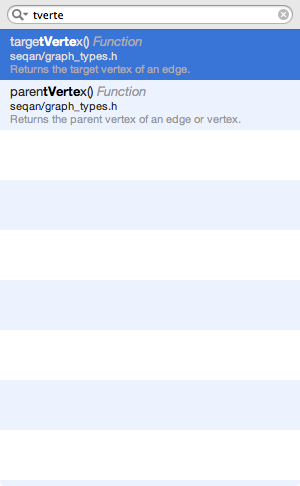 tverte
targetVertex() Function
seqan/graph_types.h
Returns the target vertex of an edge.
parentVertex() Function
seqan/graph_types.h
Returns the parent vertex of an edge or vertex.